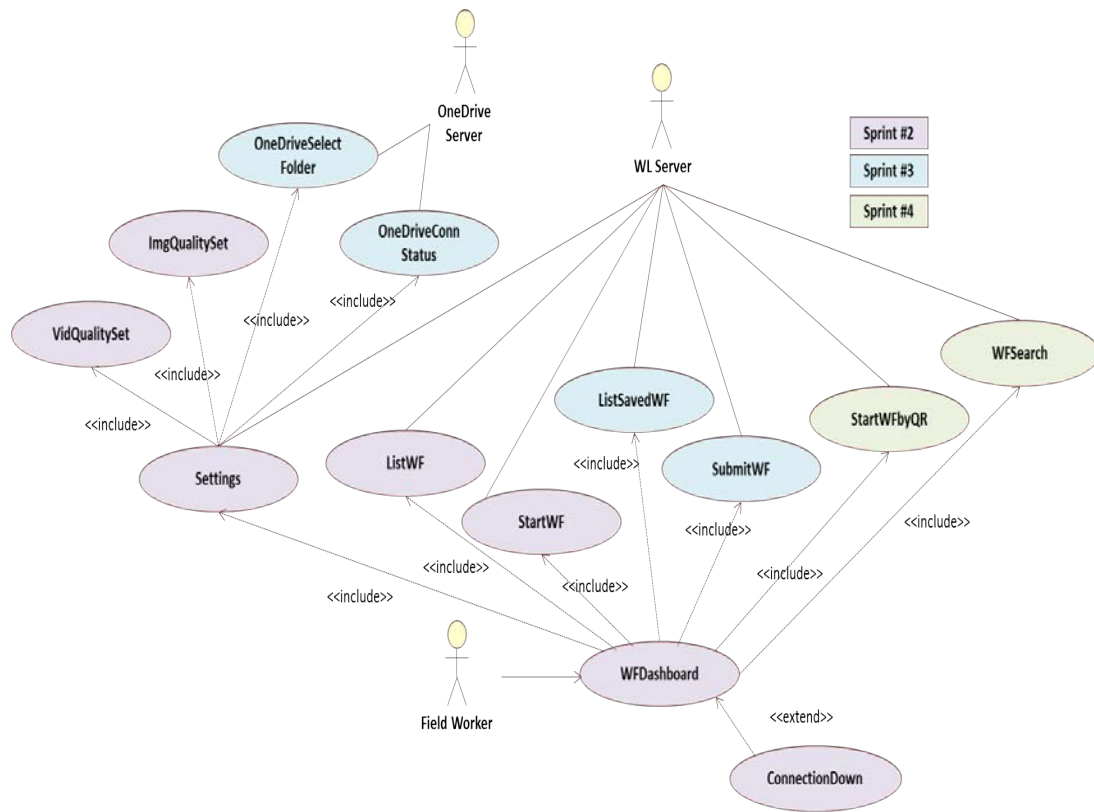 OneDrive
Server
WL Server
Sprint #2
Sprint #3
Sprint #4
OneDriveSelect
Folder
OneDriveConn
Status
ImgQualitySet
VidQualitySet
<<include>>
<<include>>
<<include>>
<<include>>
WFSearch
ListSavedWF
StartWFbyQR
Settings
ListWF
SubmitWF
StartWF
<<include>>
<<include>>
<<include>>
<<include>>
<<include>>
<<include>>
<<include>>
Field Worker
WFDashboard
<<extend>>
ConnectionDown